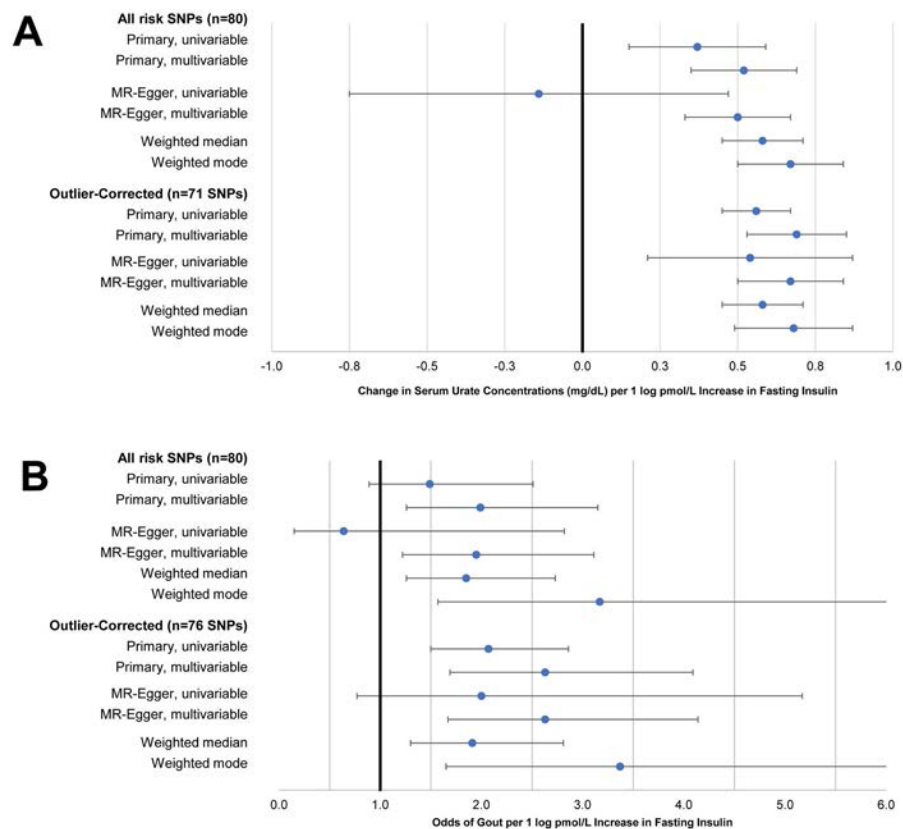 A
All risk SNPs (n=80)
Primary, univariable
Primary, multivariable
MR-Egger, univariable
MR-Egger, multivariable
Weighted median
Weighted mode
Outlier-Corrected (n=71 SNPs)
Primary, univariable
Primary, multivariable
MR-Egger, univariable
MR-Egger, multivariable
Weighted median
Weighted mode
-1.0 -0.8 -0.5 -0.3 0.0 0.3 0.5 0.8 1.0
Change in Serum Urate Concentrations (mg/dL) per 1 log pmol/L Increase in Fasting Insulin
B
All risk SNPs (n=80)
Primary, univariable
Primary, multivariable
MR-Egger, univariable
MR-Egger, multivariable
Weighted median
Weighted mode
Outlier-Corrected (n=76 SNPs)
Primary, univariable
Primary, multivariable
MR-Egger, univariable
MR-Egger, multivariable
Weighted median
Weighted mode
0.0 1.0 2.0 3.0 4.0 5.0 6.0
Odds of Gout per 1 log pmol/L Increase in Fasting Insulin